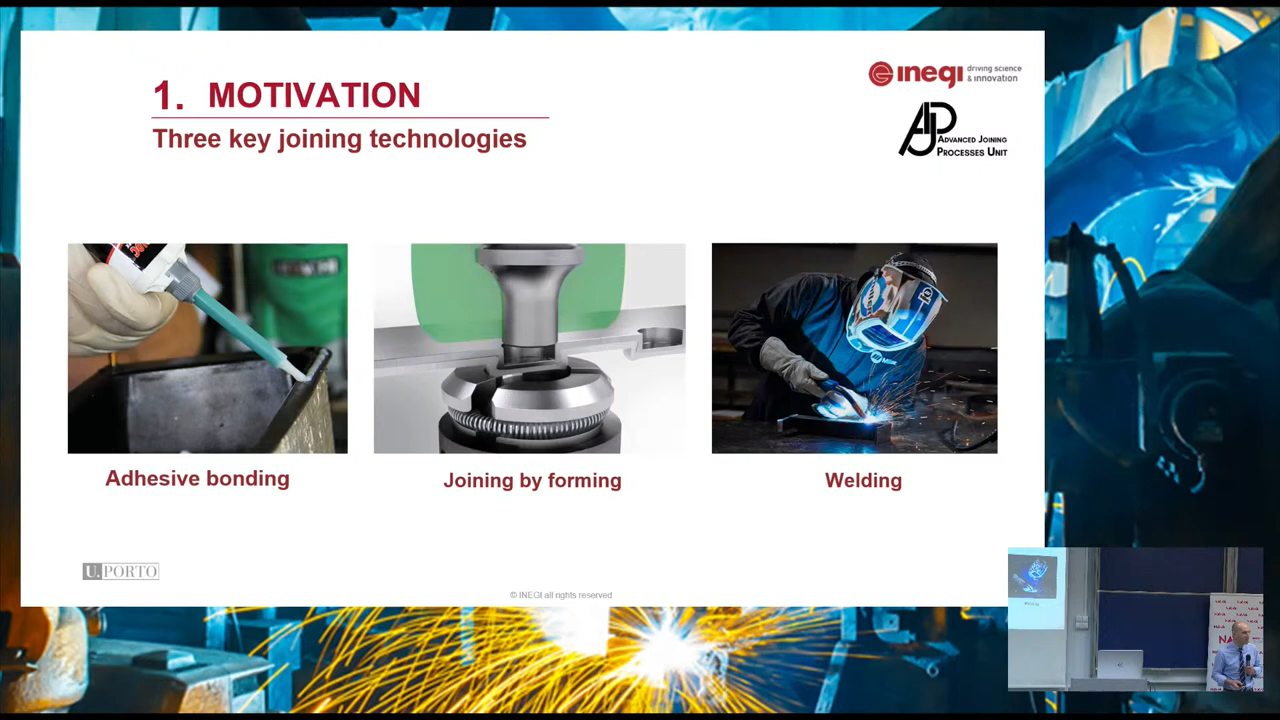 1. MOTIVATION
Three key joining technologies
inegi driving science
& innovation
AJP
ADVANCED JOINING
PROCESSES UNIT
Adhesive bonding
Joining by forming
Welding
U.PORTO
© INEGI all rights reserved